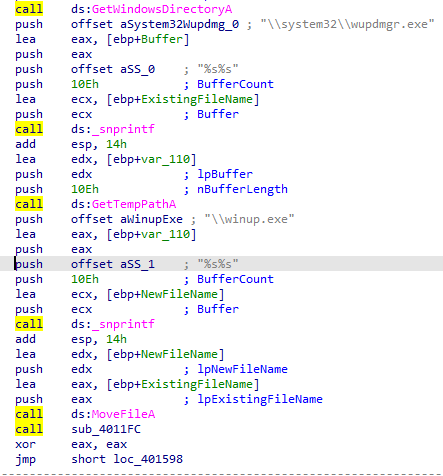 call ds:GetWindowsDirectoryA
push offset aSystem32Wupdmg_0 ; "\\system32\\wupdmgr.exe"
lea eax, [ebp+Buffer]
push eax
push offset aSS_0 ; "%s%s"
push 10Eh ; BufferCount
lea ecx, [ebp+ExistingFileName]
push ecx ; Buffer
call ds:_snprintf
add esp, 14h
lea edx, [ebp+var_110]
push edx ; lpBuffer
push 10Eh ; nBufferLength
call ds:GetTempPathA
push offset aWinupExe ; "\\winup.exe"
lea eax, [ebp+var_110]
push eax
push offset aSS_1 ; "%s%s"
push 10Eh ; BufferCount
lea ecx, [ebp+NewFileName]
push ecx ; Buffer
call ds:_snprintf
add esp, 14h
lea edx, [ebp+NewFileName]
push edx ; lpNewFileName
lea eax, [ebp+ExistingFileName]
push eax ; lpExistingFileName
call ds:MoveFileA
call sub_4011FC
xor eax, eax
jmp short loc_401598